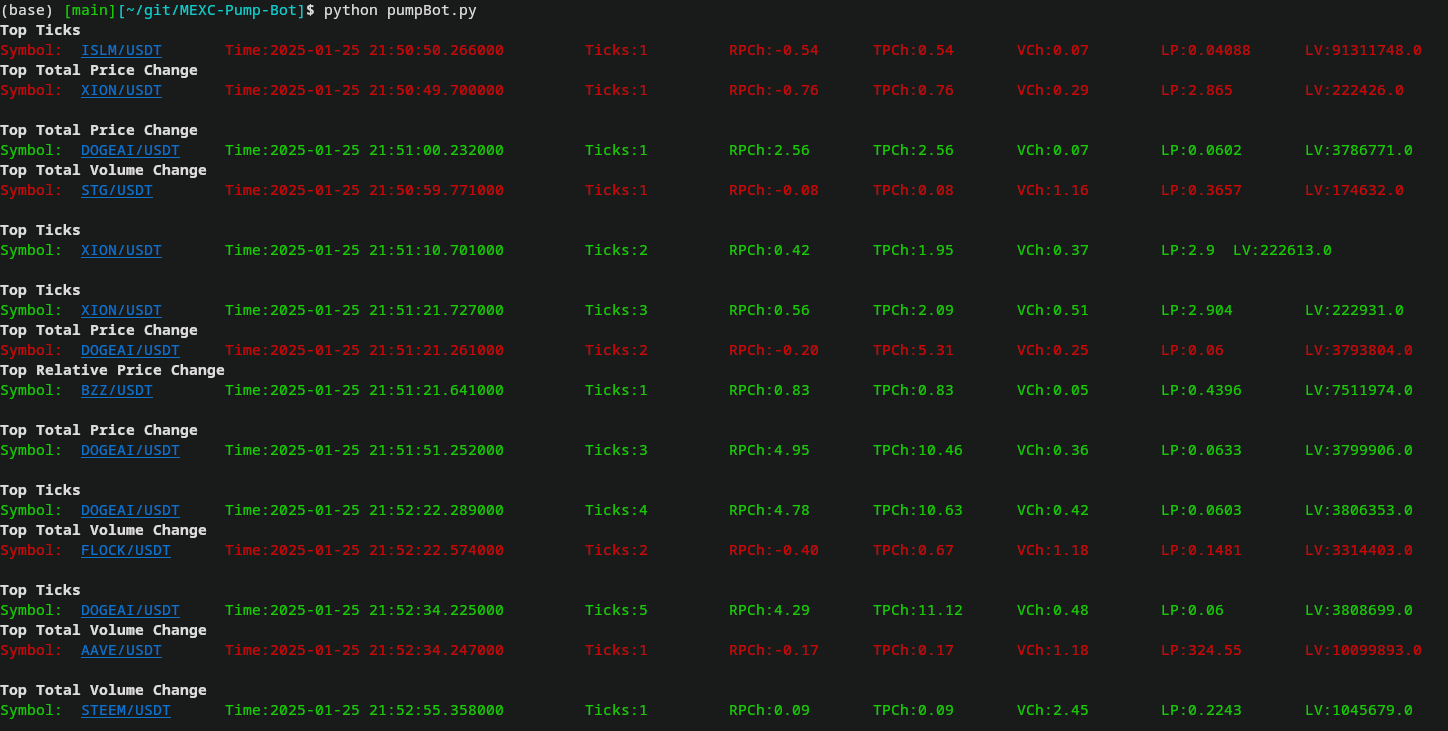 (base) [main][~/git/MEXC-Pump-Bot]$ python pumpBot.py
Top Ticks
Symbol: ISLM/USDT Time:2025-01-25 21:50:50.266000 Ticks:1 RPCh:-0.54 TPCh:0.54 VCh:0.07 LP:0.04088 LV:91311748.0
Top Total Price Change
Symbol: XION/USDT Time:2025-01-25 21:50:49.700000 Ticks:1 RPCh:-0.76 TPCh:0.76 VCh:0.29 LP:2.865 LV:222426.0
Top Total Price Change
Symbol: DOGEAI/USDT Time:2025-01-25 21:51:00.232000 Ticks:1 RPCh:2.56 TPCh:2.56 VCh:0.07 LP:0.0602 LV:3786771.0
Top Total Volume Change
Symbol: STG/USDT Time:2025-01-25 21:50:59.771000 Ticks:1 RPCh:-0.08 TPCh:0.08 VCh:1.16 LP:0.3657 LV:174632.0
Top Ticks
Symbol: XION/USDT Time:2025-01-25 21:51:10.701000 Ticks:2 RPCh:0.42 TPCh:1.95 VCh:0.37 LP:2.9 LV:222613.0
Top Ticks
Symbol: XION/USDT Time:2025-01-25 21:51:21.727000 Ticks:3 RPCh:0.56 TPCh:2.09 VCh:0.51 LP:2.904 LV:222931.0
Top Total Price Change
Symbol: DOGEAI/USDT Time:2025-01-25 21:51:21.261000 Ticks:2 RPCh:-0.20 TPCh:5.31 VCh:0.25 LP:0.06 LV:3793804.0
Top Relative Price Change
Symbol: BZZ/USDT Time:2025-01-25 21:51:21.641000 Ticks:1 RPCh:0.83 TPCh:0.83 VCh:0.05 LP:0.4396 LV:7511974.0
Top Total Price Change
Symbol: DOGEAI/USDT Time:2025-01-25 21:51:51.252000 Ticks:3 RPCh:4.95 TPCh:10.46 VCh:0.36 LP:0.0633 LV:3799906.0
Top Ticks
Symbol: DOGEAI/USDT Time:2025-01-25 21:52:22.289000 Ticks:4 RPCh:4.78 TPCh:10.63 VCh:0.42 LP:0.0603 LV:3806353.0
Top Total Volume Change
Symbol: FLOCK/USDT Time:2025-01-25 21:52:22.574000 Ticks:2 RPCh:-0.40 TPCh:0.67 VCh:1.18 LP:0.1481 LV:3314403.0
Top Ticks
Symbol: DOGEAI/USDT Time:2025-01-25 21:52:34.225000 Ticks:5 RPCh:4.29 TPCh:11.12 VCh:0.48 LP:0.06 LV:3808699.0
Top Total Volume Change
Symbol: AAVE/USDT Time:2025-01-25 21:52:34.247000 Ticks:1 RPCh:-0.17 TPCh:0.17 VCh:1.18 LP:324.55 LV:10099893.0
Top Total Volume Change
Symbol: STEEM/USDT Time:2025-01-25 21:52:55.358000 Ticks:1 RPCh:0.09 TPCh:0.09 VCh:2.45 LP:0.2243 LV:1045679.0